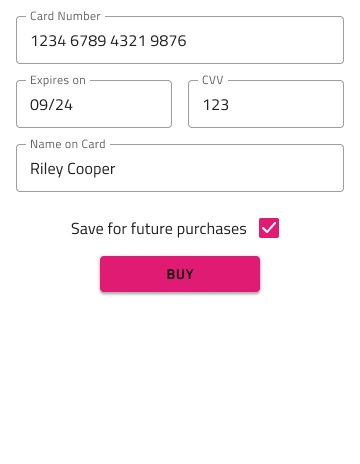 Card Number
1234 6789 4321 9876
Expires on
CVV
09/24
123
Name on Card
Riley Cooper
Save for future purchases
BUY